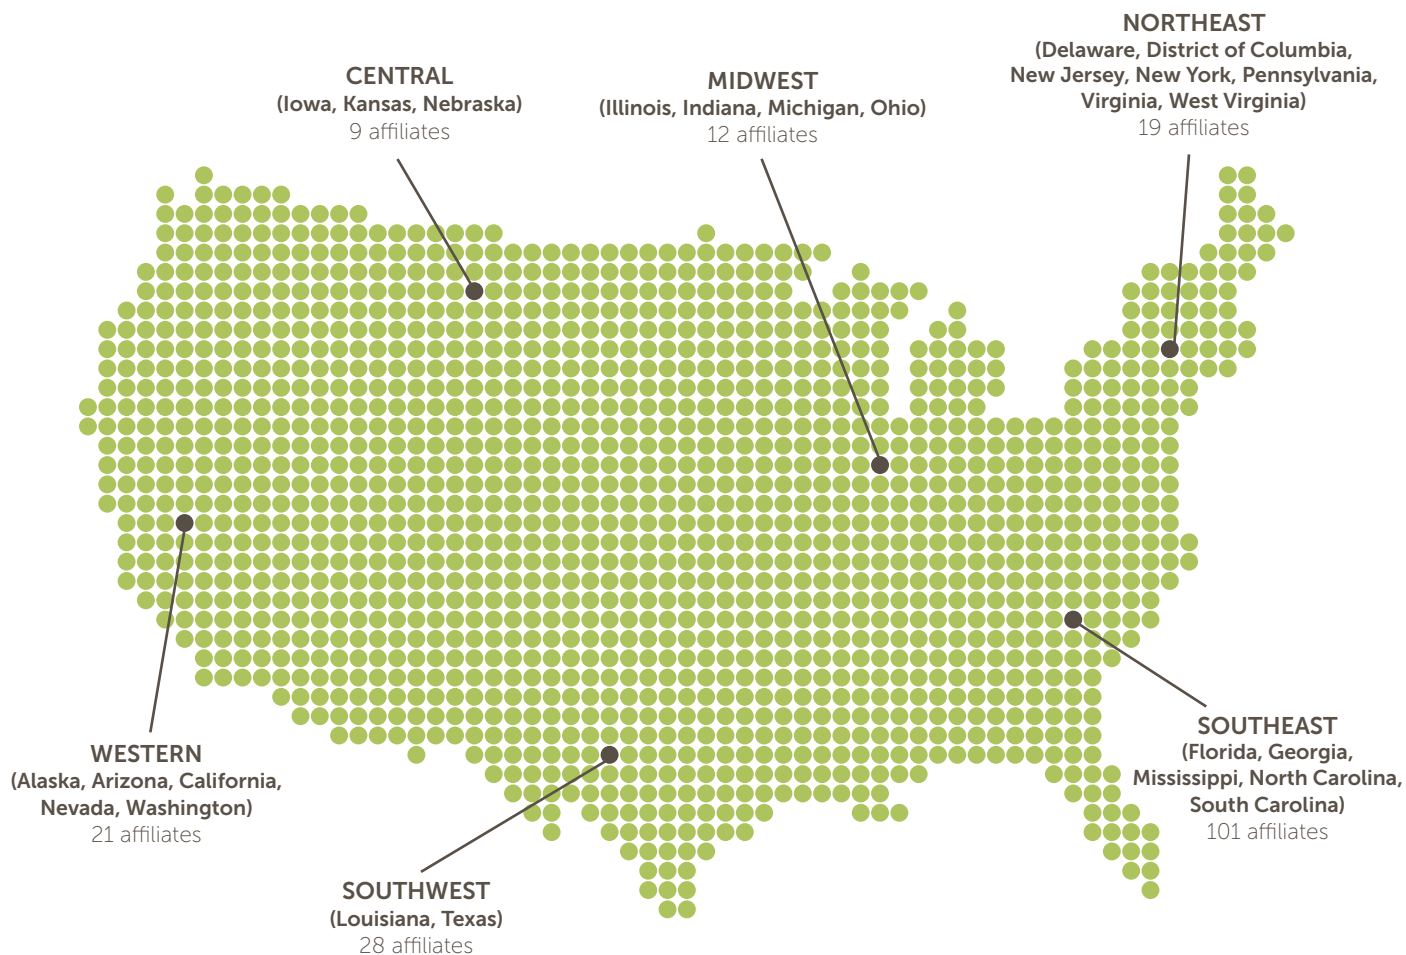 NORTHEAST
(Delaware, District of Columbia,
New Jersey, New York, Pennsylvania,
Virginia, West Virginia)
19 affiliates
CENTRAL
(Iowa, Kansas, Nebraska)
9 affiliates
MIDWEST
(Illinois, Indiana, Michigan, Ohio)
12 affiliates
WESTERN
(Alaska, Arizona, California,
Nevada, Washington)
21 affiliates
SOUTHEAST
(Florida, Georgia,
Mississippi, North Carolina,
South Carolina)
101 affiliates
SOUTHWEST
(Louisiana, Texas)
28 affiliates